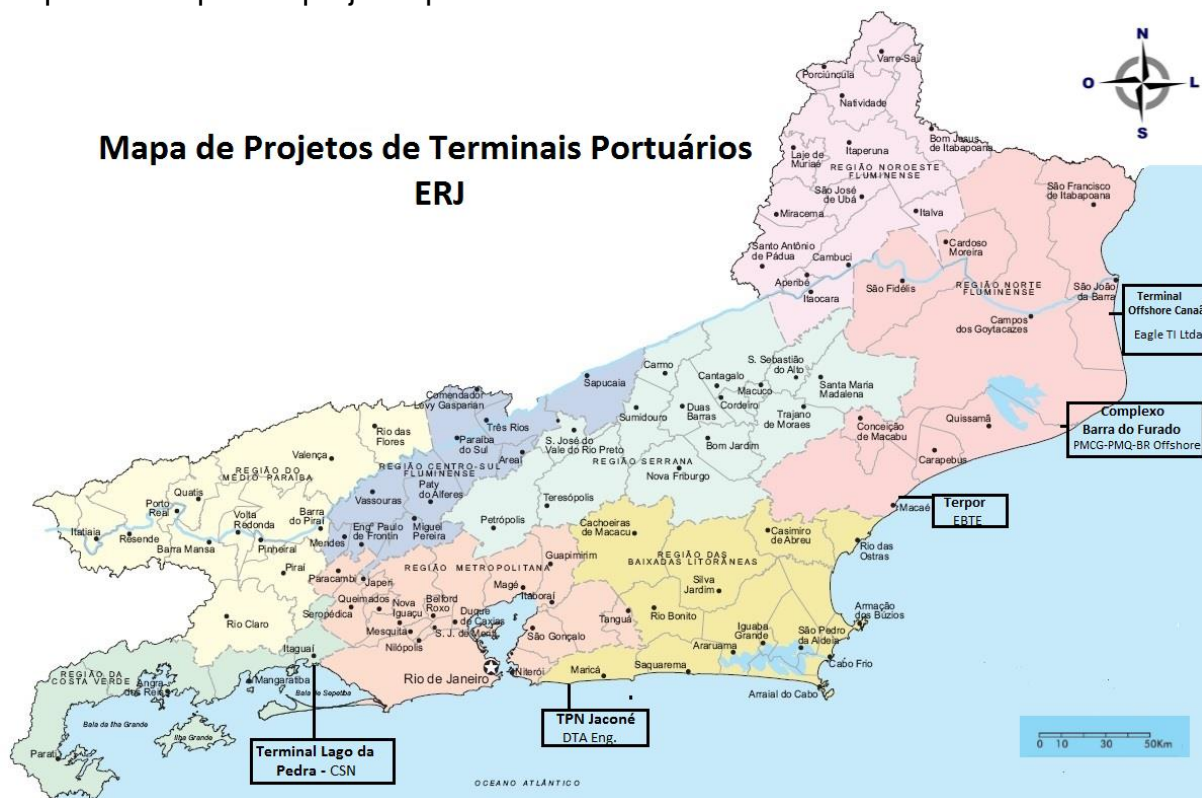 Mapa de Projetos de Terminais Portuários
ERJ
N
O
L
S
Varre-Sai
Porciúncula
Natividade
Bom Jesus
de Itabapoana
Laje de
Muriaé
Itaperuna
REGIÃO NOROESTE
FLUMINENSE
São José
de Ubá
São Francisco
de Itabapoana
Miracema
Italva
Santo Antônio
de Pádua
Cambuci
Cardoso
Moreira
Aperibé
Itaocara
São Fidélis
REGIÃO NORTE
FLUMINENSE
São João
da Barra
Terminal
Offshore Canaã
Eagle TI Ltda
Campos
dos Goytacazes
Carmo
Cantagalo
S. Sebastião
do Alto
Macuco
Cordeiro
Santa Maria
Madalena
Sapucaia
Comendador
Levy Gasparian
Sumidouro
Duas
Barras
Trajano
de Moraes
Conceição
de Macabu
Quissamã
Complexo
Barra do Furado
PMCG-PMQ-BR Offshore
Rio das
Flores
Três Rios
Paraíba
do Sul
S. José do
Vale do Rio Preto
Bom Jardim
Carapebus
Valença
Areal
REGIÃO SERRANA
REGIÃO DO
MÉDIO PARAÍBA
REGIÃO CENTRO-SUL
FLUMINENSE
Nova Friburgo
Quatis
Porto
Real
Vassouras
Paty
do Alferes
Teresópolis
Macaé
Terpor
EBTE
Itatiaia
Resende
Volta
Redonda
Barra
do Piraí
Barra Mansa
Pinheiral
Mendes
Engº Paulo
de Frontin
Miguel
Pereira
Petrópolis
Cachoeiras
de Macacu
Casimiro
de Abreu
Rio das
Ostras
REGIÃO DAS
BAIXADAS LITORÂNEAS
Piraí
Paracambi
Japeri
REGIÃO METROPOLITANA
Guapimirim
Magé
Itaboraí
Silva
Jardim
Seropédica
Queimados
Nova
Iguaçu
Belford
Roxo
Duque
de Caxias
Rio Claro
Mesquita
S. J. de Meriti
Nilópolis
São Gonçalo
Tanguá
Rio Bonito
Armação
dos Búzios
Iguaba
Grande
São Pedro
da Aldeia
Araruama
Itaguaí
Cabo Frio
REGIÃO DA
COSTA VERDE
Angra
dos Reis
Mangaratiba
Baía de Sepetiba
Rio de Janeiro
Niterói
Maricá
Saquarema
Arraial do Cabo
Baía da Ilha Grande
Ilha Grande
Parati
Terminal Lago da
Pedra - CSN
TPN Jaconé
DTA Eng.
OCEANO ATLÂNTICO
0 10 30 50Km